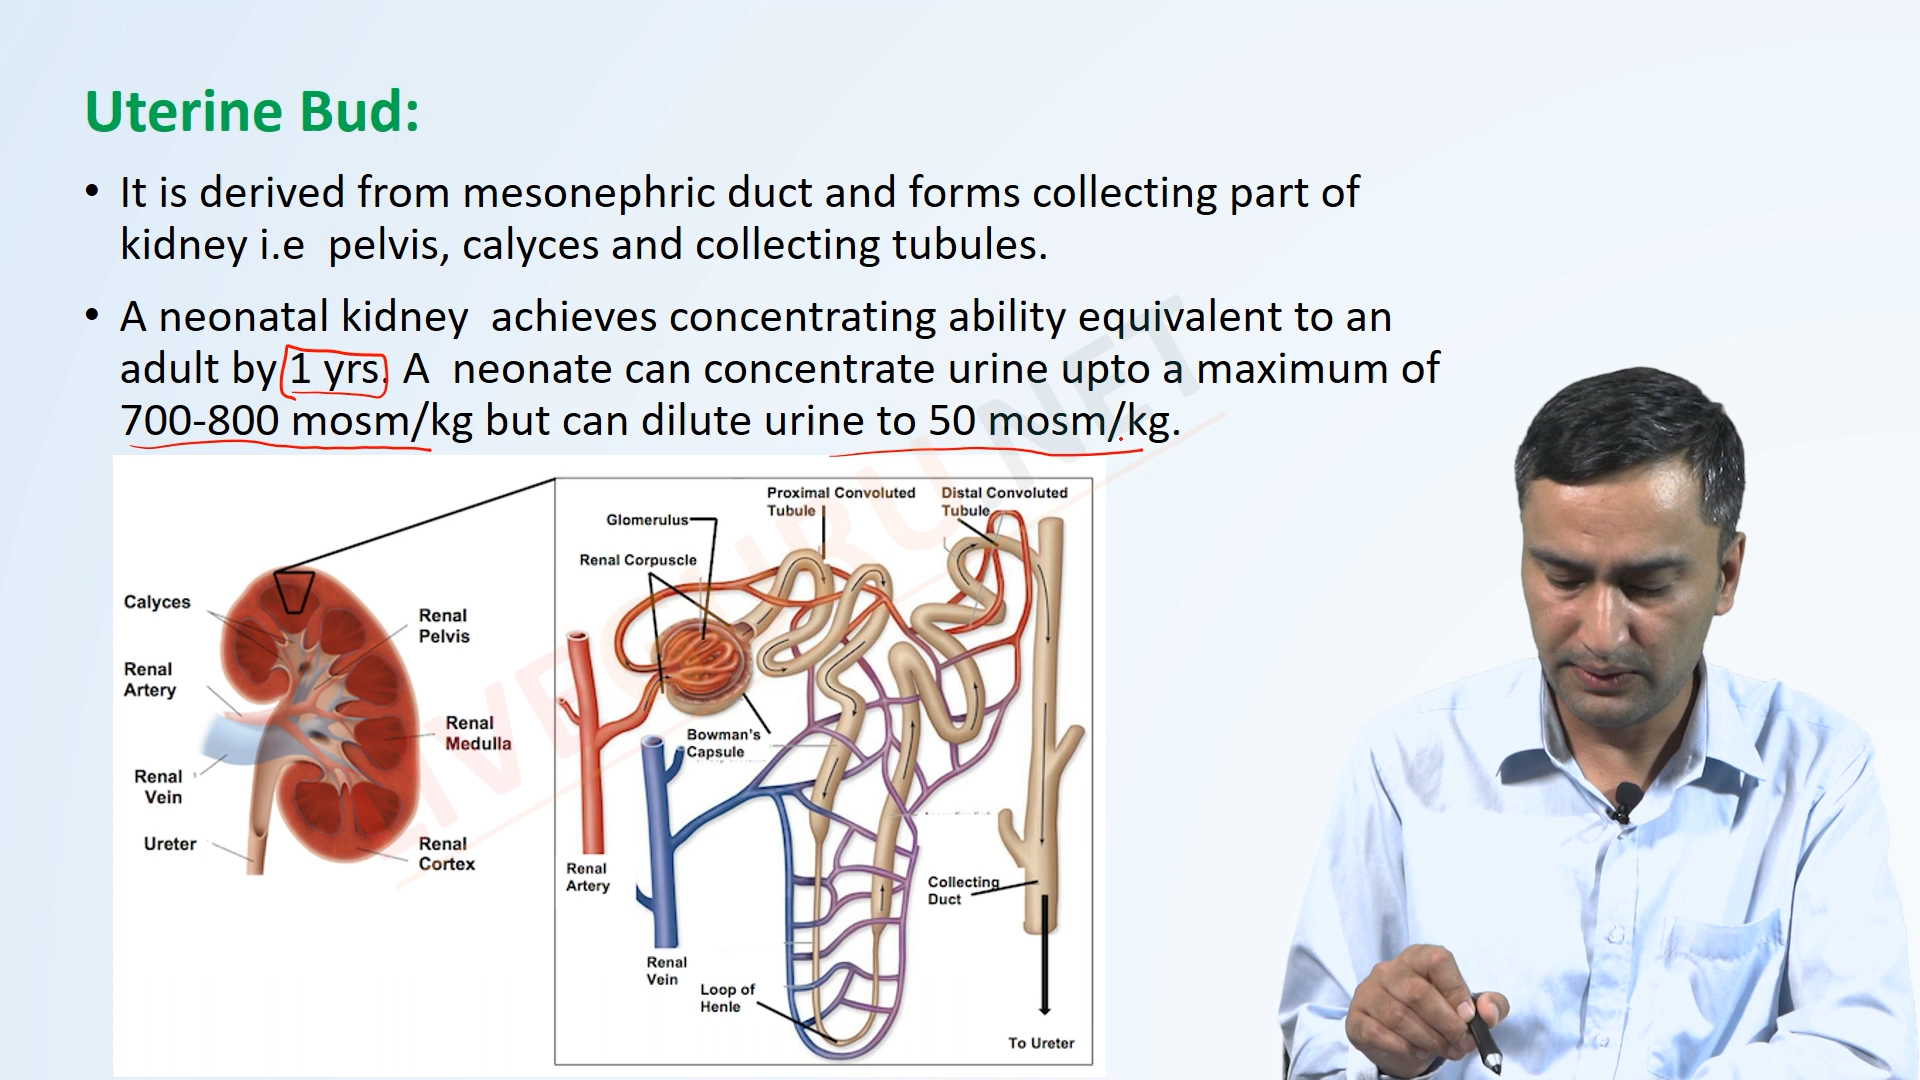 Uterine Bud:
• It is derived from mesonephric duct and forms collecting part of
kidney i.e pelvis, calyces and collecting tubules.
• A neonatal kidney achieves concentrating ability equivalent to an
adult by 1 yrs. A neonate can concentrate urine upto a maximum of
700-800 mosm/kg but can dilute urine to 50 mosm/kg.
Calyces
Renal
Artery
Renal
Vein
Ureter
Renal
Pelvis
Renal
Medulla
Renal
Cortex
Glomerulus
Renal Corpuscle
Proximal Convoluted
Tubule
Distal Convoluted
Tubule
Bowman's
Capsule
Renal
Artery
Renal
Vein
Loop of
Henle
Collecting
Duct
To Ureter